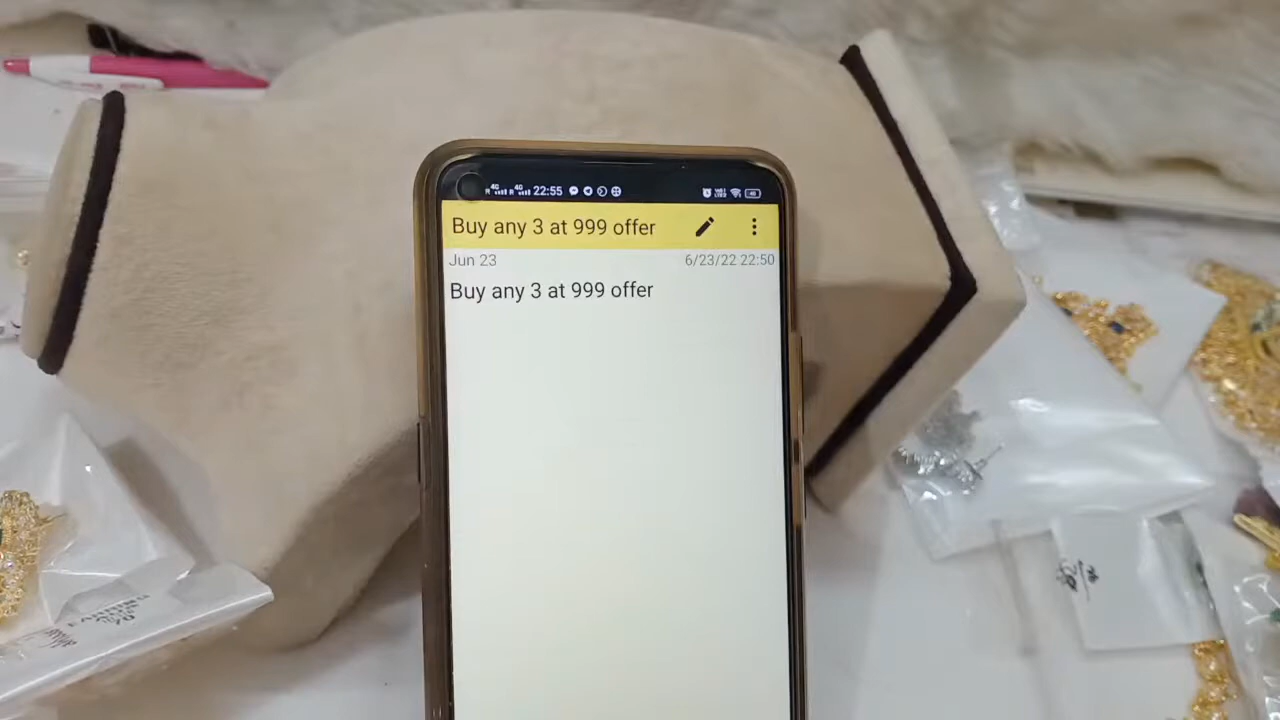 22:55
Buy any 3 at 999 offer
Jun 23
6/23/22 22:50
Buy any 3 at 999 offer